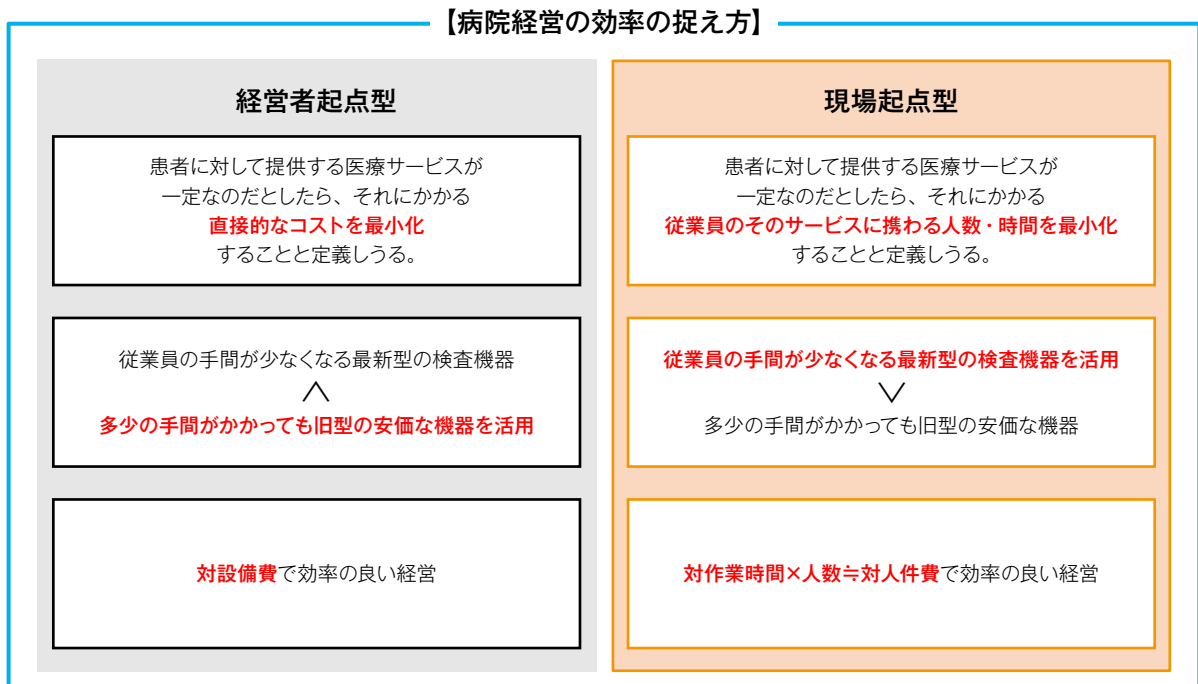 【病院経営の効率の捉え方】
経営者起点型
患者に対して提供する医療サービスが
一定なのだとしたら、それにかかる
直接的なコストを最小化
することと定義しうる。
従業員の手間が少なくなる最新型の検査機器
＜
多少の手間がかかっても旧型の安価な機器を活用
対設備費で効率の良い経営
現場起点型
患者に対して提供する医療サービスが
一定なのだとしたら、それにかかる
従業員のそのサービスに携わる人数・時間を最小化
することと定義しうる。
従業員の手間が少なくなる最新型の検査機器を活用
＞
多少の手間がかかっても旧型の安価な機器
対作業時間×人数≒対人件費で効率の良い経営